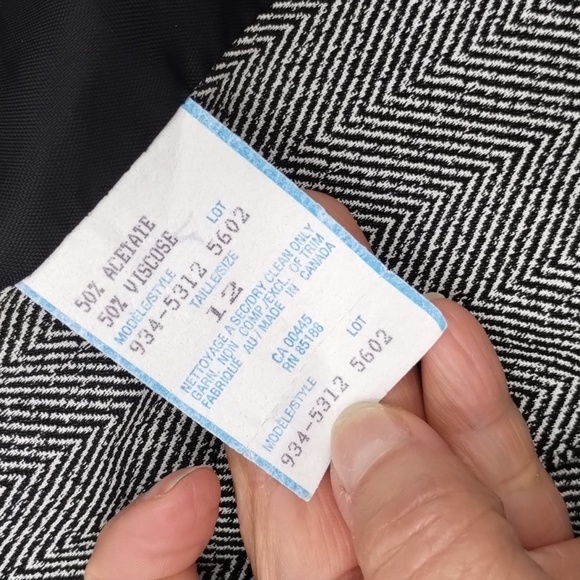 50% ACETATE
50% VISCOSE
MODELE/STYLE LOT
934-5312 5602
TAILLE/SIZE
12
NETTOYAGE A SEC/DRY CLEAN ONLY
GARN. NON COMP/EXCL. OF TRIM
FABRIQUE AU / MADE IN CANADA
CA 00445
RN 85188
MODELE/STYLE LOT
934-5312 5602